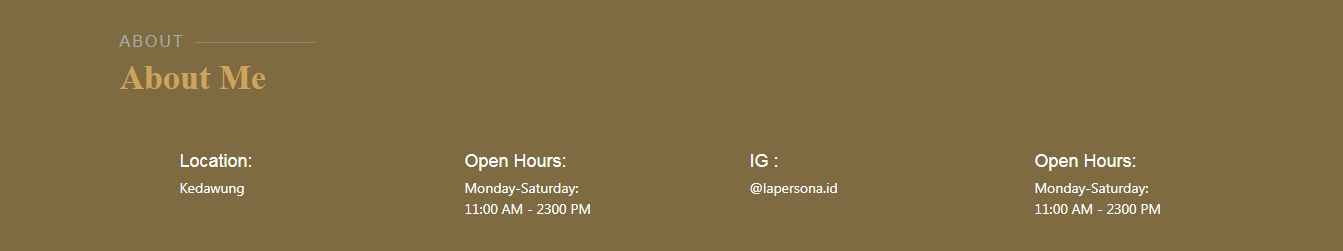 ABOUT
About Me
Location:
Kedawung
Open Hours:
Monday-Saturday:
11:00 AM - 2300 PM
IG :
@lapersona.id
Open Hours:
Monday-Saturday:
11:00 AM - 2300 PM